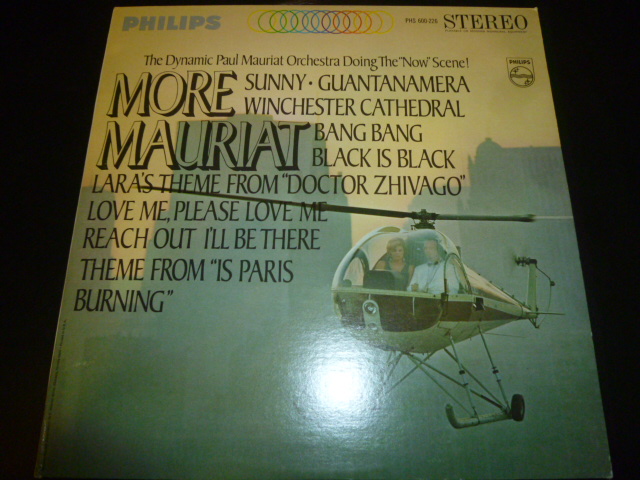 PHILIPS
PHS 600-226 STEREO
The Dynamic Paul Mauriat Orchestra Doing The "Now" Scene!
PHILIPS
MORE
MAURIAT
SUNNY · GUANTANAMERA
WINCHESTER CATHEDRAL
BANG BANG
BLACK IS BLACK
LARA'S THEME FROM "DOCTOR ZHIVAGO"
LOVE ME, PLEASE LOVE ME
REACH OUT I'LL BE THERE
THEME FROM "IS PARIS
BURNING"